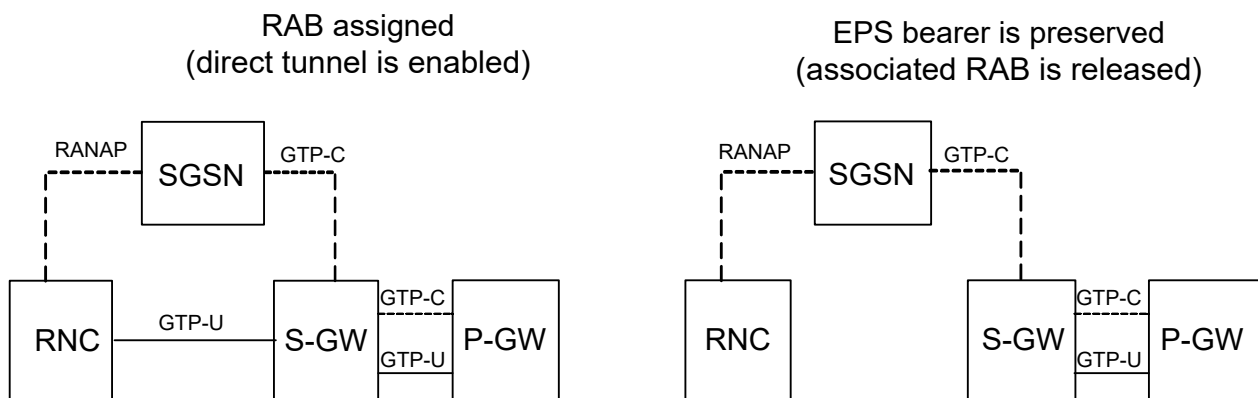 RAB assigned
(direct tunnel is enabled)
RANAP
SGSN
GTP-C
RNC
GTP-U
S-GW
GTP-C
GTP-U
P-GW
EPS bearer is preserved
(associated RAB is released)
RANAP
SGSN
GTP-C
RNC
S-GW
GTP-C
GTP-U
P-GW